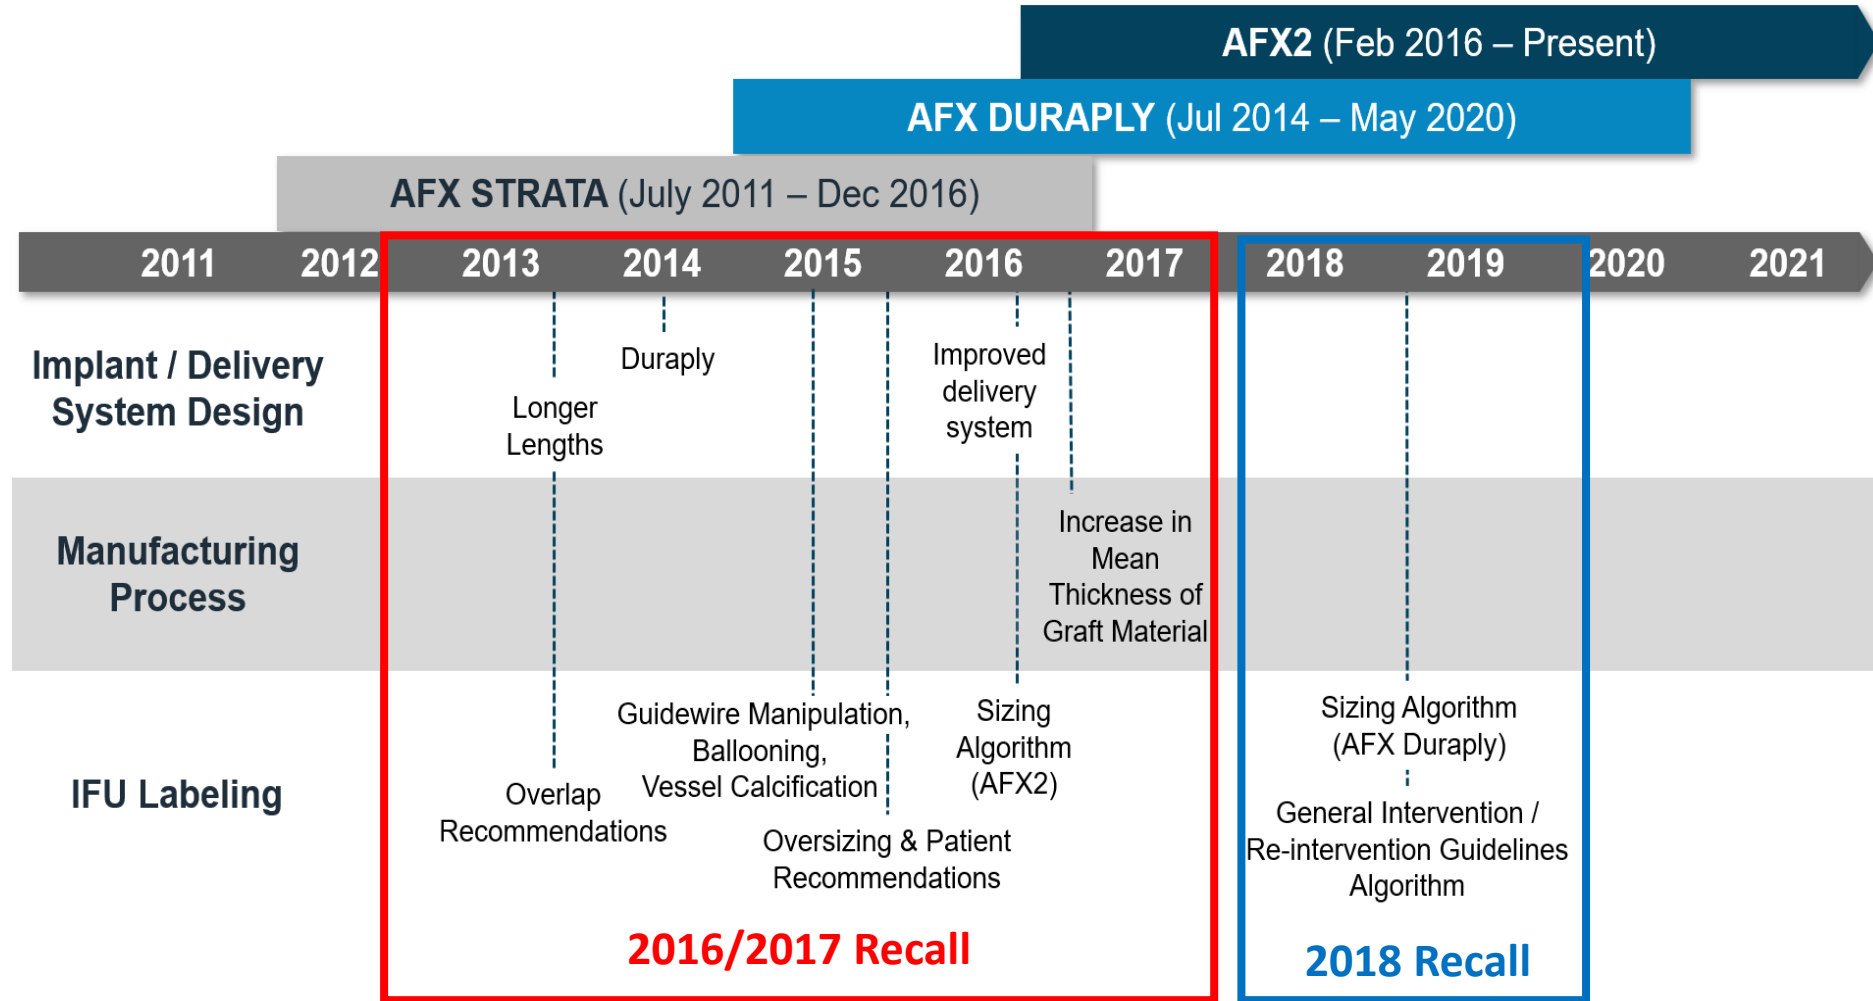 AFX2 (Feb 2016 – Present)
AFX DURAPLY (Jul 2014 – May 2020)
AFX STRATA (July 2011 – Dec 2016)
2011 2012 2013 2014 2015 2016 2017 2018 2019 2020 2021
Implant / Delivery
System Design
Longer
Lengths
Duraply
Improved
delivery
system
Manufacturing
Process
Increase in
Mean
Thickness of
Graft Material
IFU Labeling
Overlap
Recommendations
Guidewire Manipulation,
Ballooning,
Vessel Calcification
Oversizing & Patient
Recommendations
Sizing
Algorithm
(AFX2)
Sizing Algorithm
(AFX Duraply)
General Intervention /
Re-intervention Guidelines
Algorithm
2016/2017 Recall
2018 Recall